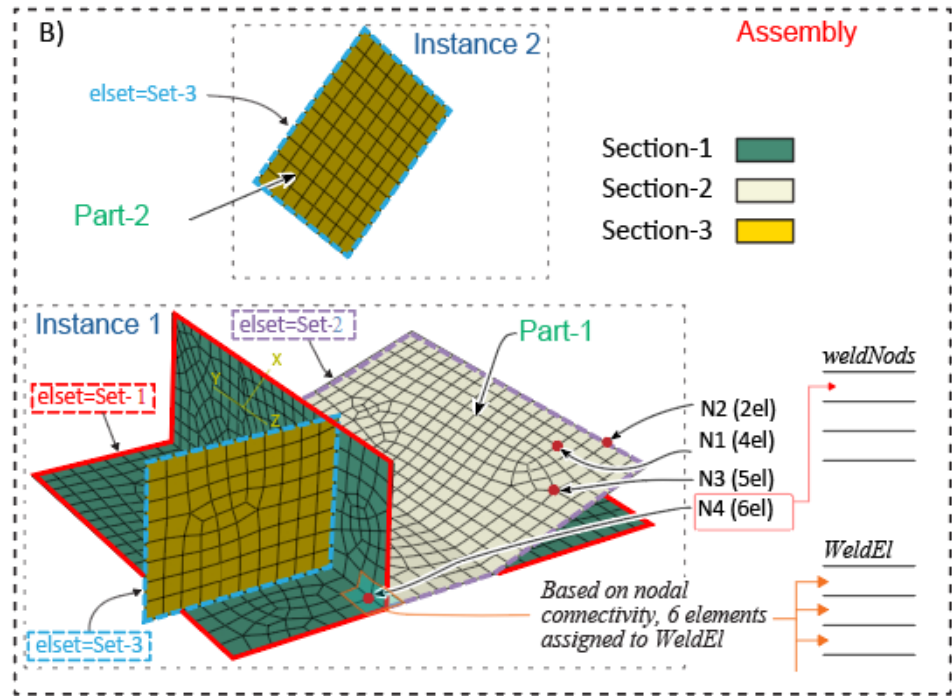 B)
Instance 2
Assembly
elset=Set-3
Part-2
Section-1
Section-2
Section-3
Instance 1
elset=Set-2
Part-1
elset=Set-1
X
Y
Z
N2 (2el)
N1 (4el)
N3 (5el)
N4 (6el)
weldNods
WeldEl
Based on nodal
connectivity, 6 elements
assigned to WeldEl
elset=Set-3